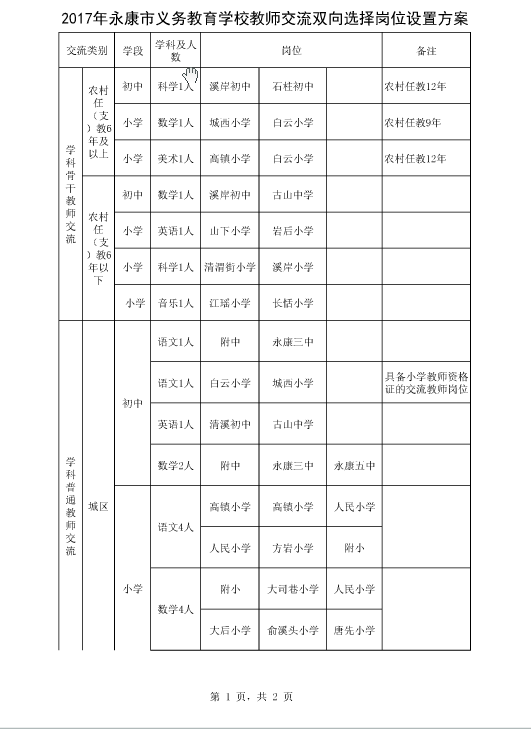 2017年永康市义务教育学校教师交流双向选择岗位设置方案
交流类别 学段 学科及人数 岗位 备注
学科骨干教师交流
农村任（支）教6年及以上
初中 科学1人 溪岸初中 石柱初中 农村任教12年
小学 数学1人 城西小学 白云小学 农村任教9年
小学 美术1人 高镇小学 白云小学 农村任教12年
农村任（支）教6年以下
初中 数学1人 溪岸初中 古山中学
小学 英语1人 山下小学 岩后小学
小学 科学1人 清渭街小学 溪岸小学
小学 音乐1人 江瑶小学 长恬小学
学科普通教师交流
城区
初中
语文1人 附中 永康三中
语文1人 白云小学 城西小学 具备小学教师资格证的交流教师岗位
英语1人 清溪初中 古山中学
数学2人 附中 永康三中 永康五中
小学
语文4人 高镇小学 高镇小学 人民小学
人民小学 方岩小学 附小
数学4人 附小 大司巷小学 人民小学
大后小学 俞溪头小学 唐先小学
第 1 页，共 2 页